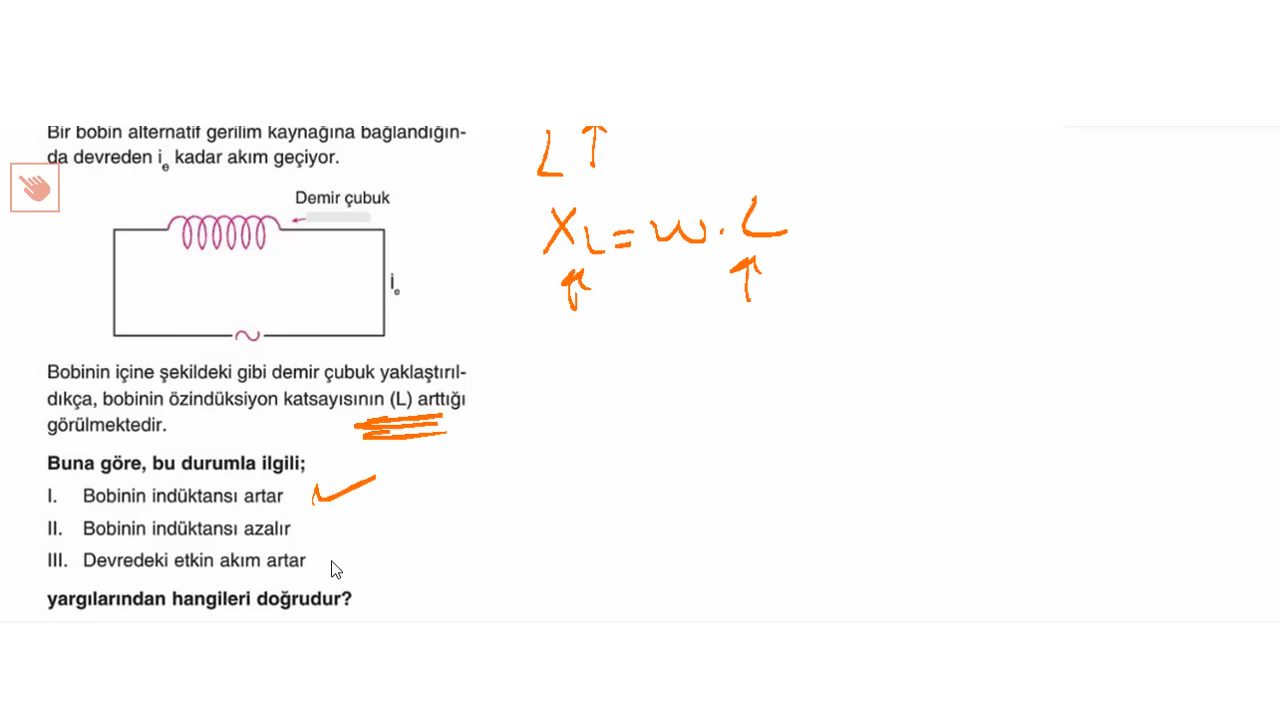 Bir bobin alternatif gerilim kaynağına bağlandığın-
da devreden i_e kadar akım geçiyor.
Demir çubuk
i_e
Bobinin içine şekildeki gibi demir çubuk yaklaştırıl-
dıkça, bobinin özindüksiyon katsayısının (L) arttığı
görülmektedir.
Buna göre, bu durumla ilgili;
I. Bobinin indüktansı artar
II. Bobinin indüktansı azalır
III. Devredeki etkin akım artar
yargılarından hangileri doğrudur?
L ↑
X_L = w . L
↑ ↑